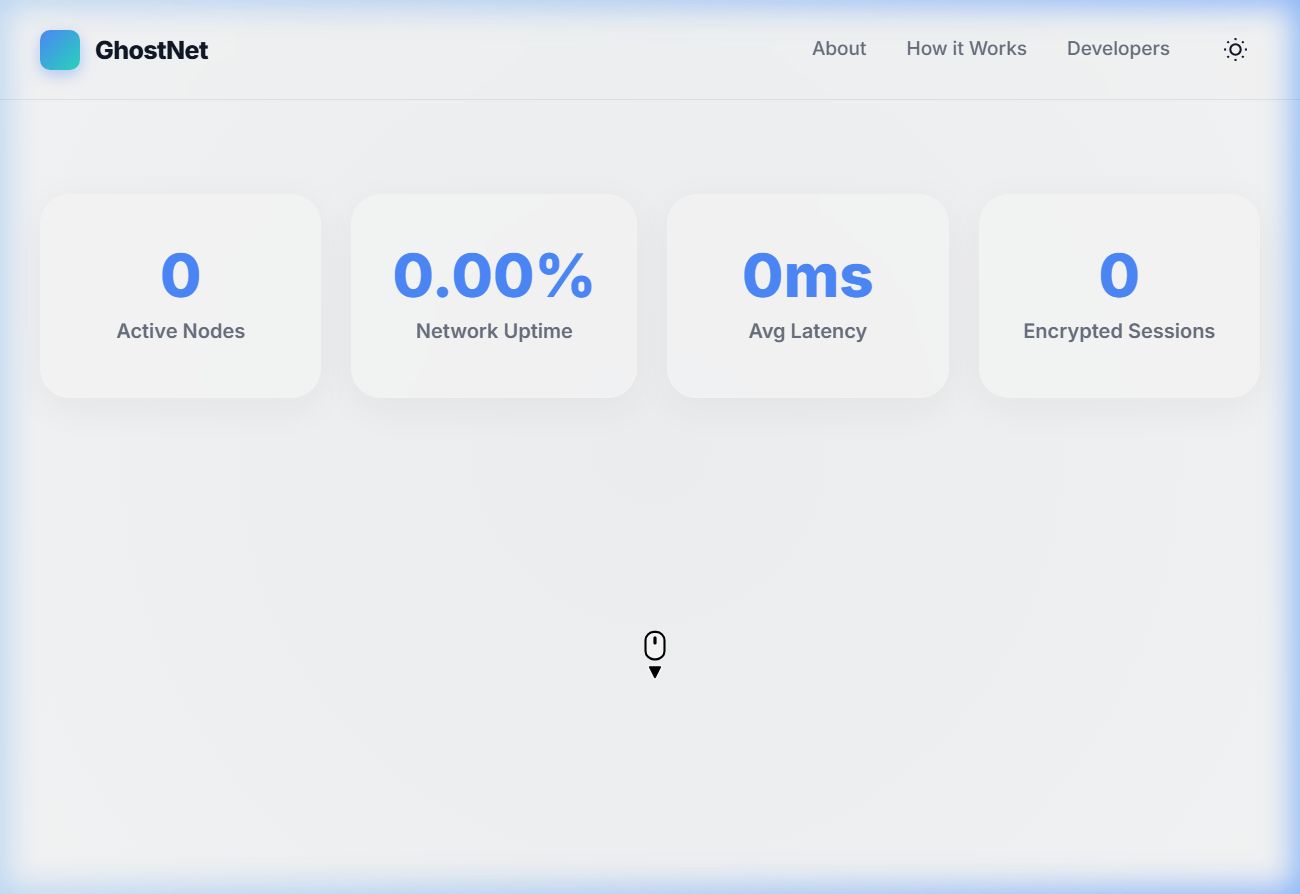 GhostNet
About
How it Works
Developers
0
Active Nodes
0.00%
Network Uptime
0ms
Avg Latency
0
Encrypted Sessions